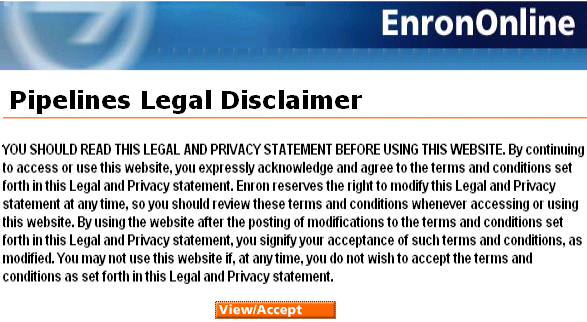 EnronOnline
Pipelines Legal Disclaimer
YOU SHOULD READ THIS LEGAL AND PRIVACY STATEMENT BEFORE USING THIS WEBSITE. By continuing
to access or use this website, you expressly acknowledge and agree to the terms and conditions set
forth in this Legal and Privacy statement. Enron reserves the right to modify this Legal and Privacy
statement at any time, so you should review these terms and conditions whenever accessing or using
this website. By using the website after the posting of modifications to the terms and conditions set
forth in this Legal and Privacy statement, you signify your acceptance of such terms and conditions, as
modified. You may not use this website if, at any time, you do not wish to accept the terms and
conditions as set forth in this Legal and Privacy statement.
View/Accept